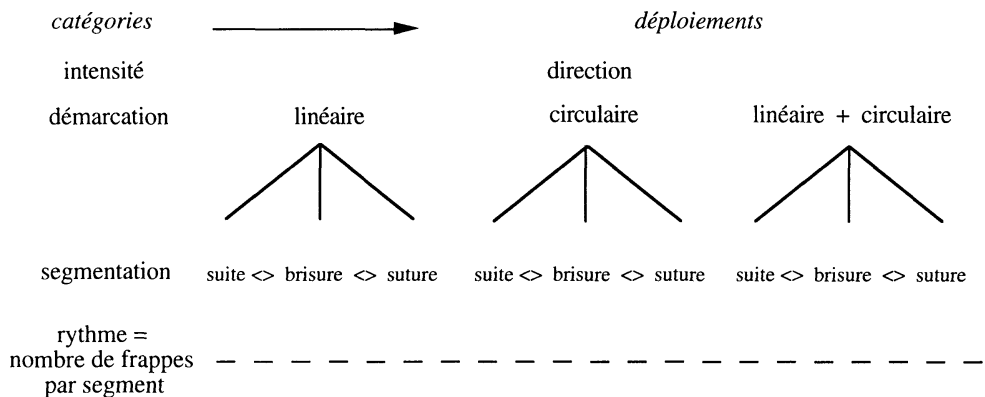 catégories déploiements
intensité direction
démarcation linéaire circulaire linéaire + circulaire
segmentation suite <> brisure <> suture suite <> brisure <> suture suite <> brisure <> suture
rythme =
nombre de frappes
par segment